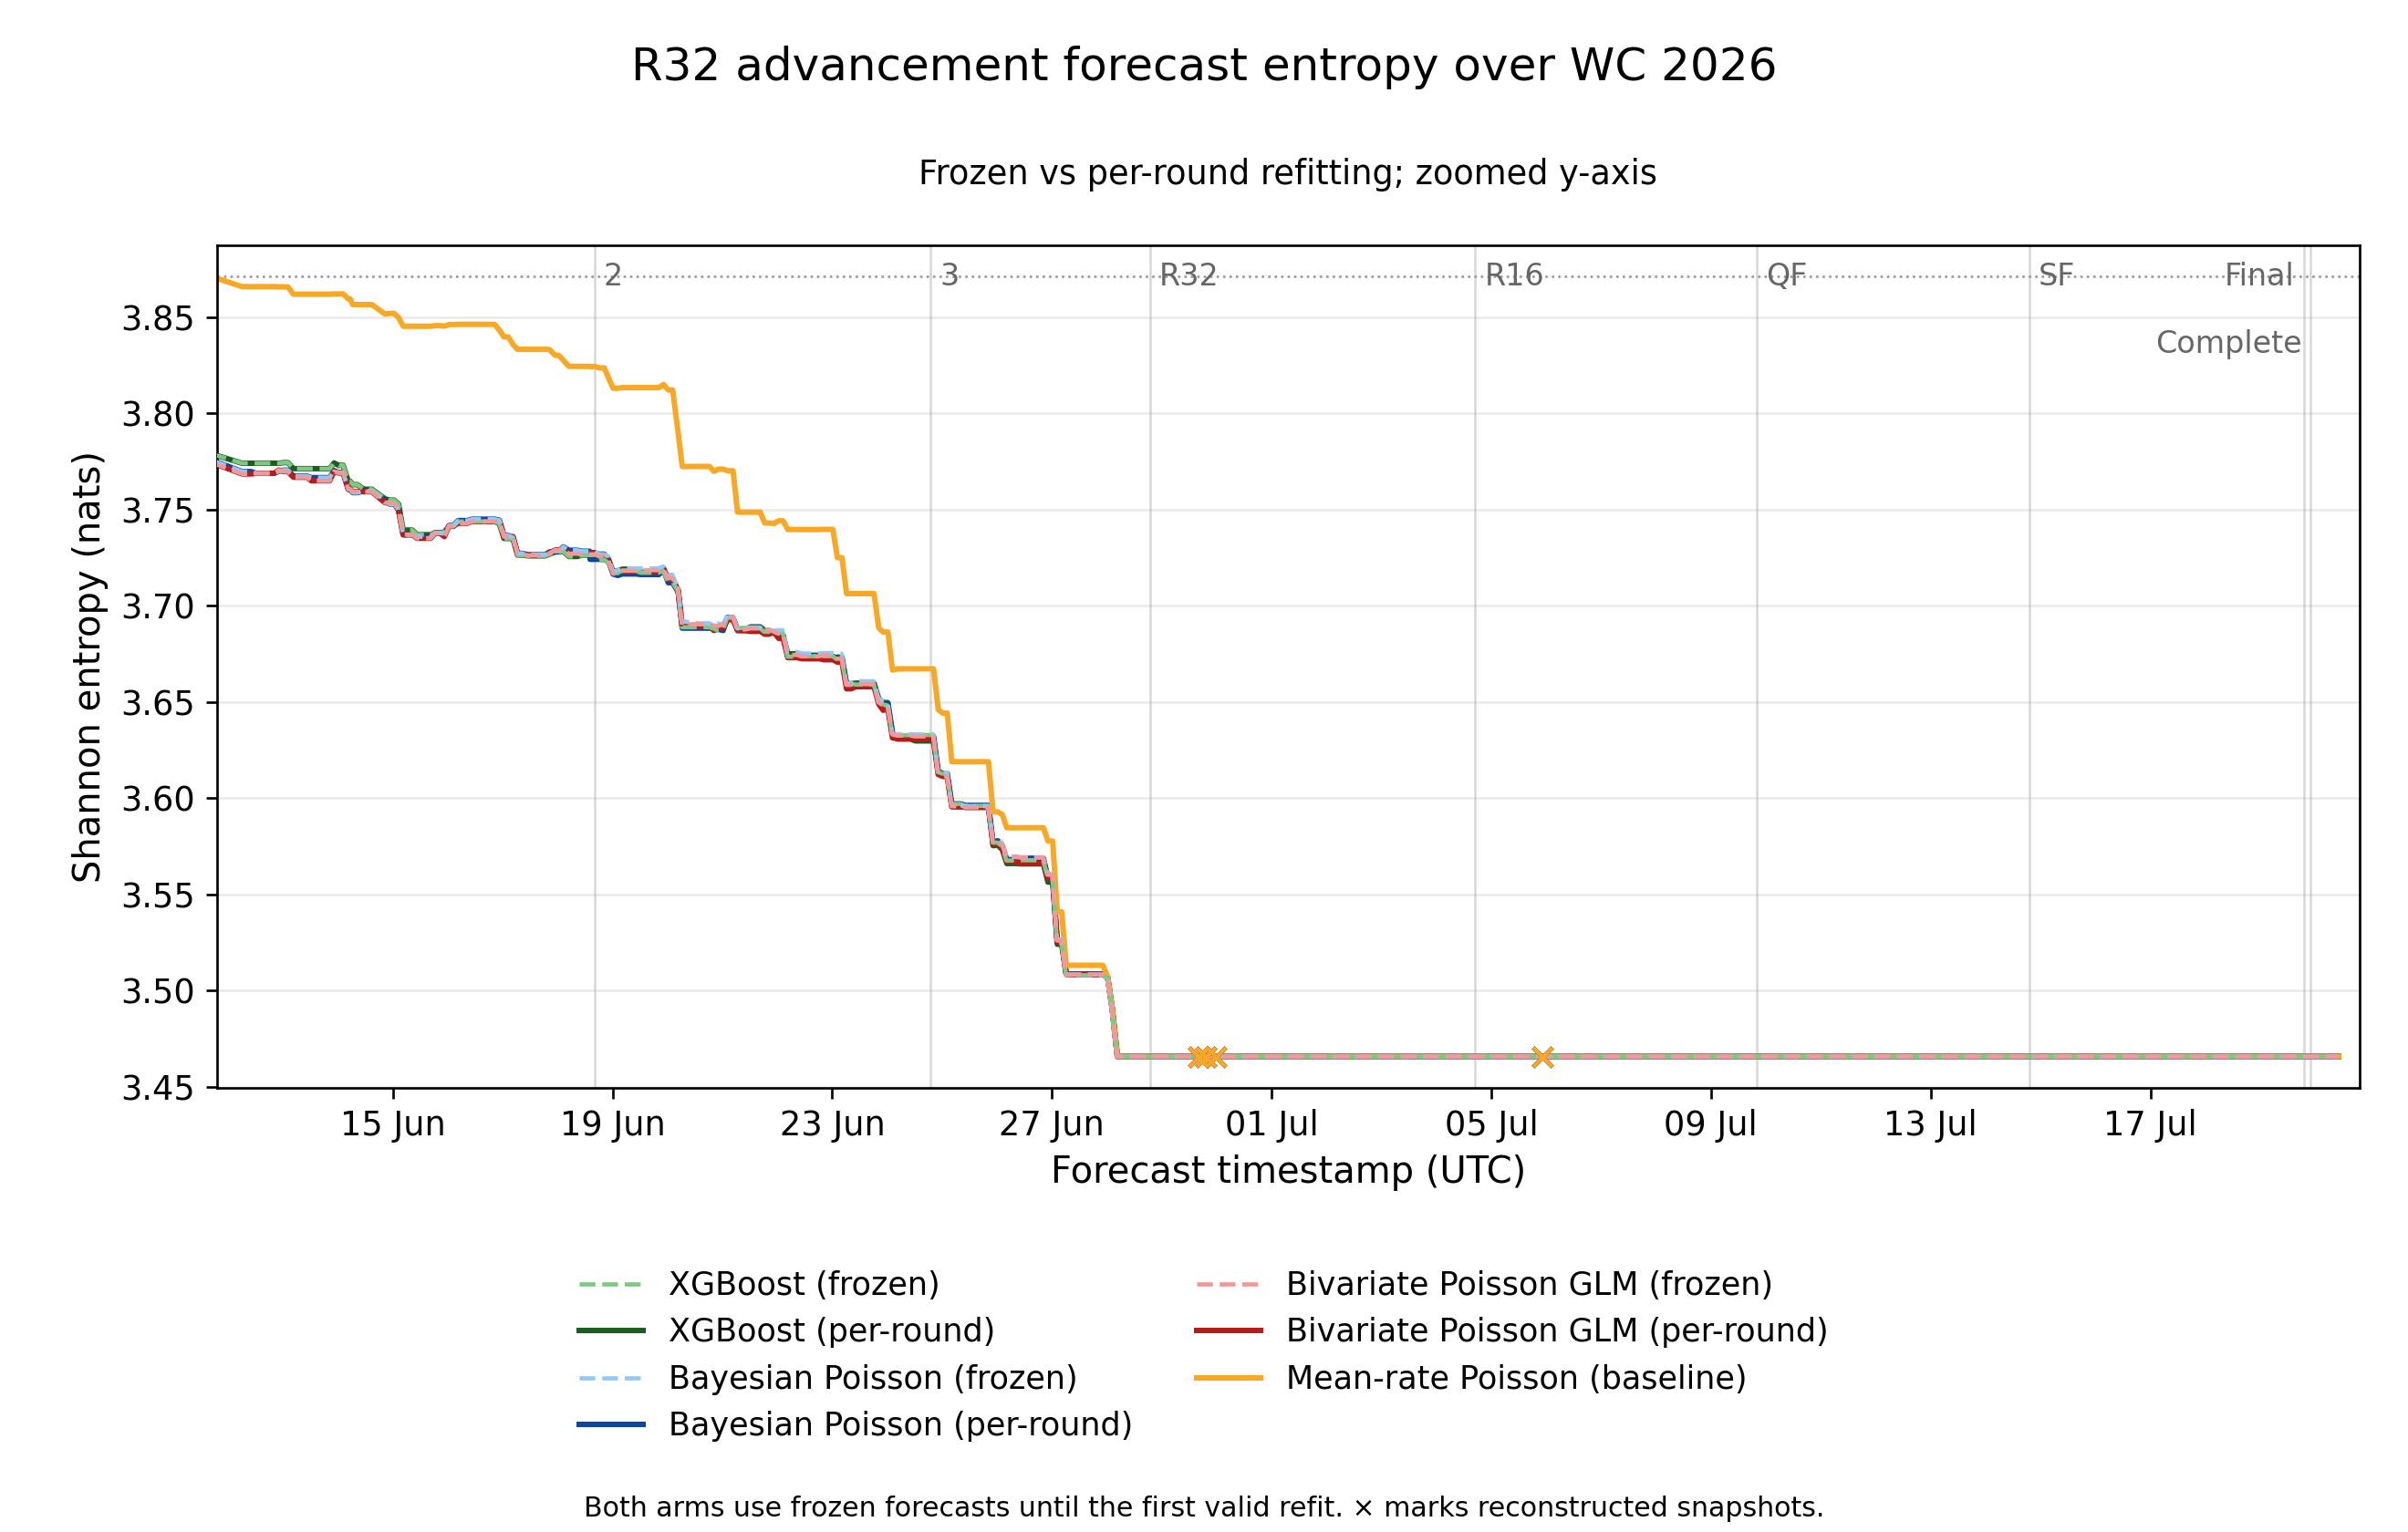 R32 advancement forecast entropy over WC 2026
Frozen vs per-round refitting; zoomed y-axis
2 3 R32 R16 QF SF Final
Complete
Shannon entropy (nats)
3.85
3.80
3.75
3.70
3.65
3.60
3.55
3.50
3.45
15 Jun 19 Jun 23 Jun 27 Jun 01 Jul 05 Jul 09 Jul 13 Jul 17 Jul
Forecast timestamp (UTC)
XGBoost (frozen)
XGBoost (per-round)
Bayesian Poisson (frozen)
Bayesian Poisson (per-round)
Bivariate Poisson GLM (frozen)
Bivariate Poisson GLM (per-round)
Mean-rate Poisson (baseline)
Both arms use frozen forecasts until the first valid refit. × marks reconstructed snapshots.